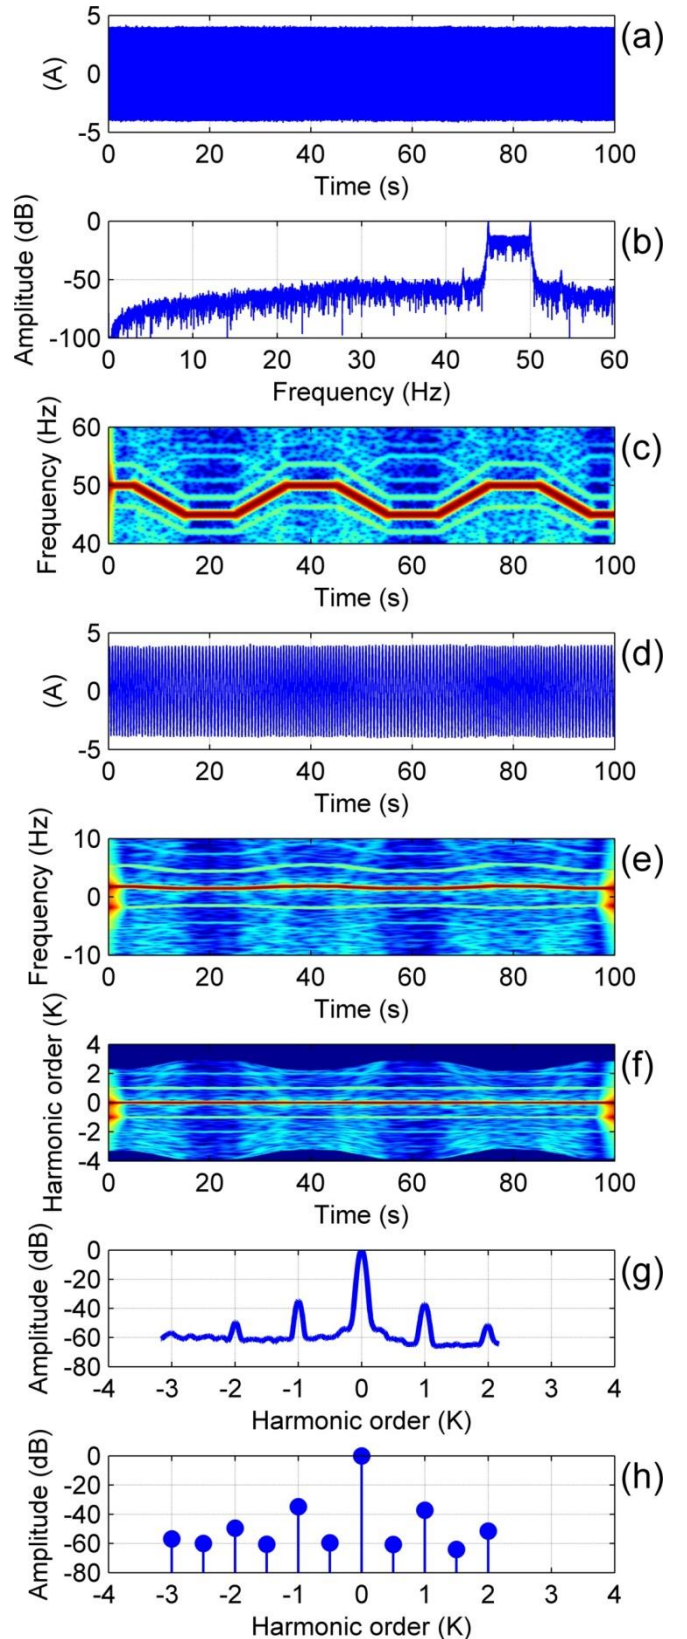 (a)
(A)
5
0
-5
0 20 40 60 80 100
Time (s)
(b)
Amplitude (dB)
0
-50
-100
0 10 20 30 40 50 60
Frequency (Hz)
(c)
Frequency (Hz)
60
50
40
0 20 40 60 80 100
Time (s)
(d)
(A)
5
0
-5
0 20 40 60 80 100
Time (s)
(e)
Frequency (Hz)
10
0
-10
0 20 40 60 80 100
Time (s)
(f)
Harmonic order (K)
4
2
0
-2
-4
0 20 40 60 80 100
Time (s)
(g)
Amplitude (dB)
0
-20
-40
-60
-80
-4 -3 -2 -1 0 1 2 3 4
Harmonic order (K)
(h)
Amplitude (dB)
0
-20
-40
-60
-80
-4 -3 -2 -1 0 1 2 3 4
Harmonic order (K)